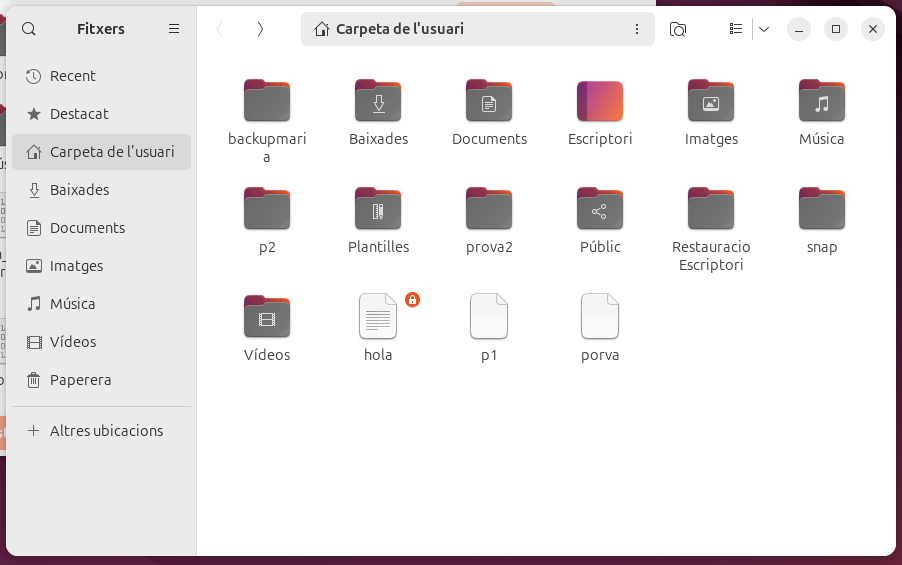 Fitxers
Carpeta de l'usuari
Recent
Destacat
Carpeta de l'usuari
Baixades
Documents
Imatges
Música
Vídeos
Paperera
Altres ubicacions
backupmari
a
Baixades
Documents
Escriptori
Imatges
Música
p2
Plantilles
prova2
Públic
Restauracio
Escriptori
snap
Vídeos
hola
p1
porva